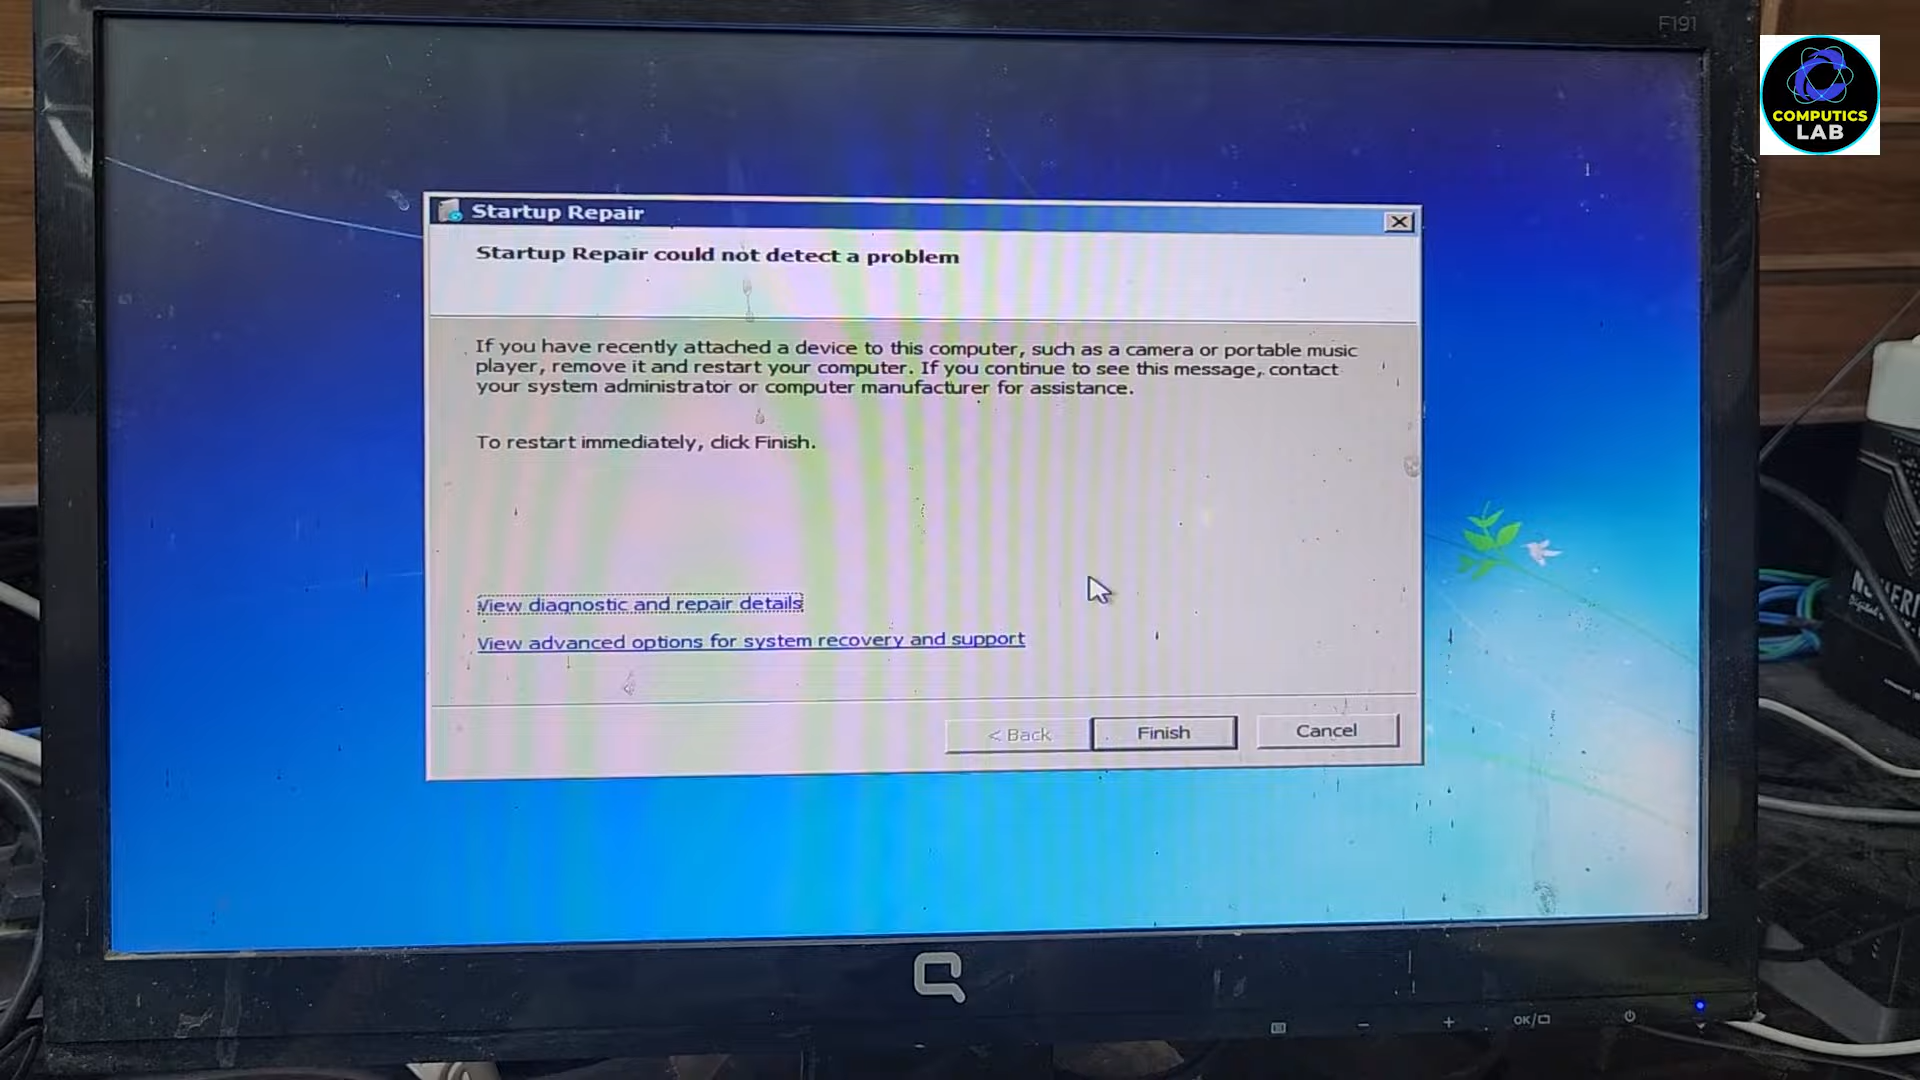 F191
COMPUTICS
LAB
Startup Repair
Startup Repair could not detect a problem
If you have recently attached a device to this computer, such as a camera or portable music
player, remove it and restart your computer. If you continue to see this message, contact
your system administrator or computer manufacturer for assistance.
To restart immediately, click Finish.
View diagnostic and repair details
View advanced options for system recovery and support
< Back
Finish
Cancel
OK/